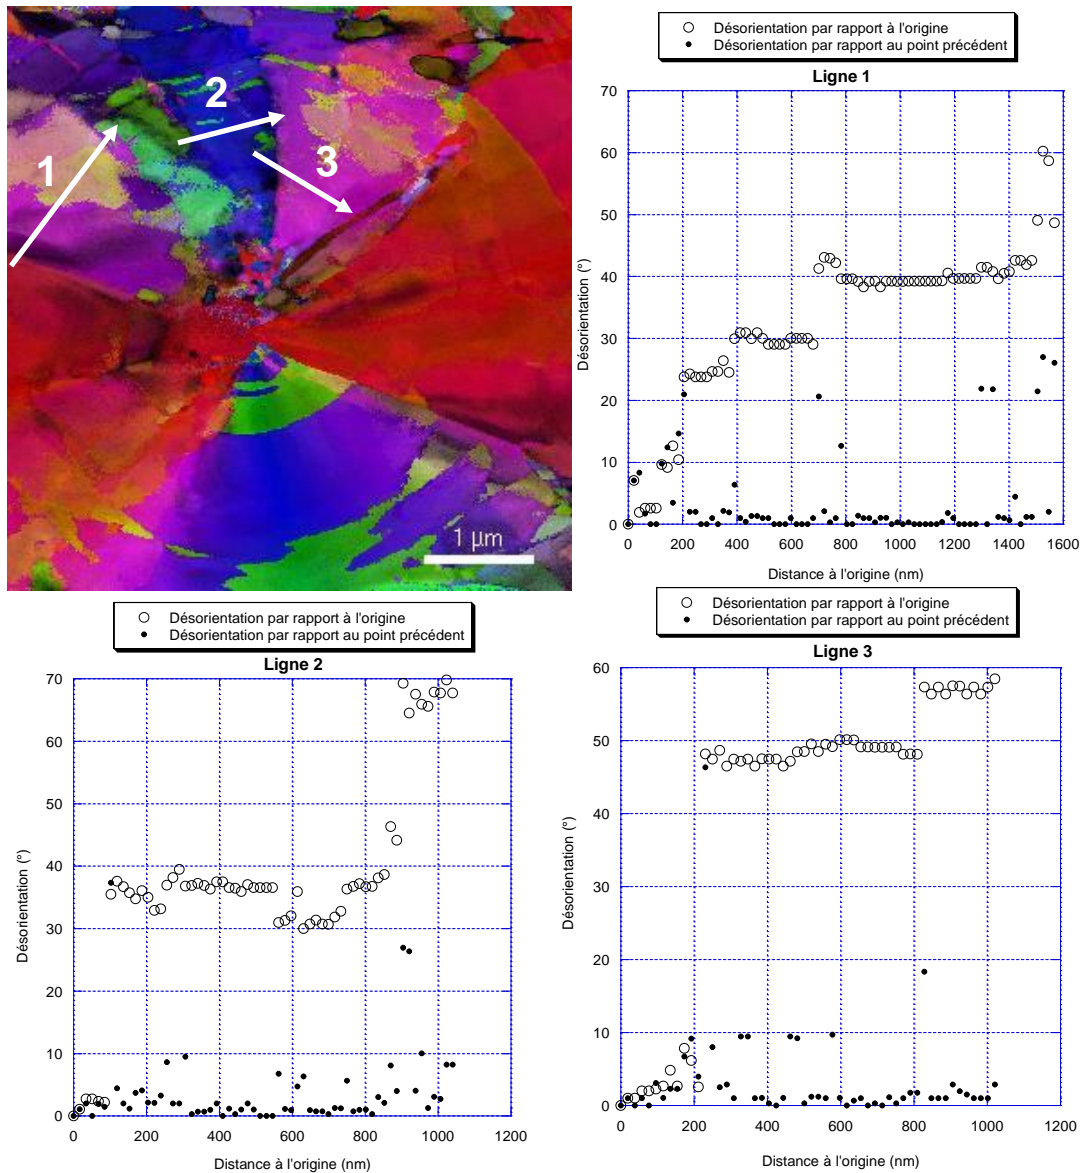 1
2
3
1 µm
Désorientation par rapport à l'origine
Désorientation par rapport au point précédent
Ligne 1
70
60
50
40
30
20
10
0
Désorientation (°)
0 200 400 600 800 1000 1200 1400 1600
Distance à l'origine (nm)
Désorientation par rapport à l'origine
Désorientation par rapport au point précédent
Ligne 2
70
60
50
40
30
20
10
0
Désorientation (°)
0 200 400 600 800 1000 1200
Distance à l'origine (nm)
Désorientation par rapport à l'origine
Désorientation par rapport au point précédent
Ligne 3
60
50
40
30
20
10
0
Désorientation (°)
0 200 400 600 800 1000 1200
Distance à l'origine (nm)